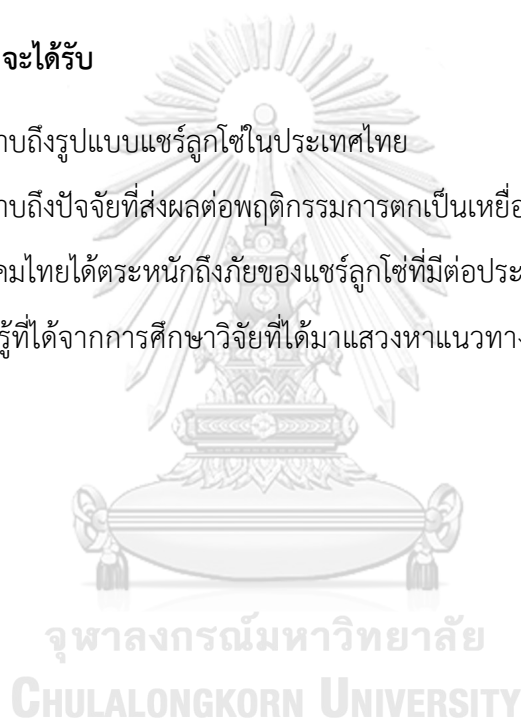 จะได้รับ
าบถึงรูปแบบแชร์ลูกโซ่ในประเทศไทย
าบถึงปัจจัยที่ส่งผลต่อพฤติกรรมการตกเป็นเหยื่อ
คมไทยได้ตระหนักถึงภัยของแชร์ลูกโซ่ที่มีต่อประ
รู้ที่ได้จากการศึกษาวิจัยที่ได้มาแสวงหาแนวทาง
จุฬาลงกรณ์มหาวิทยาลัย
CHULALONGKORN UNIVERSITY